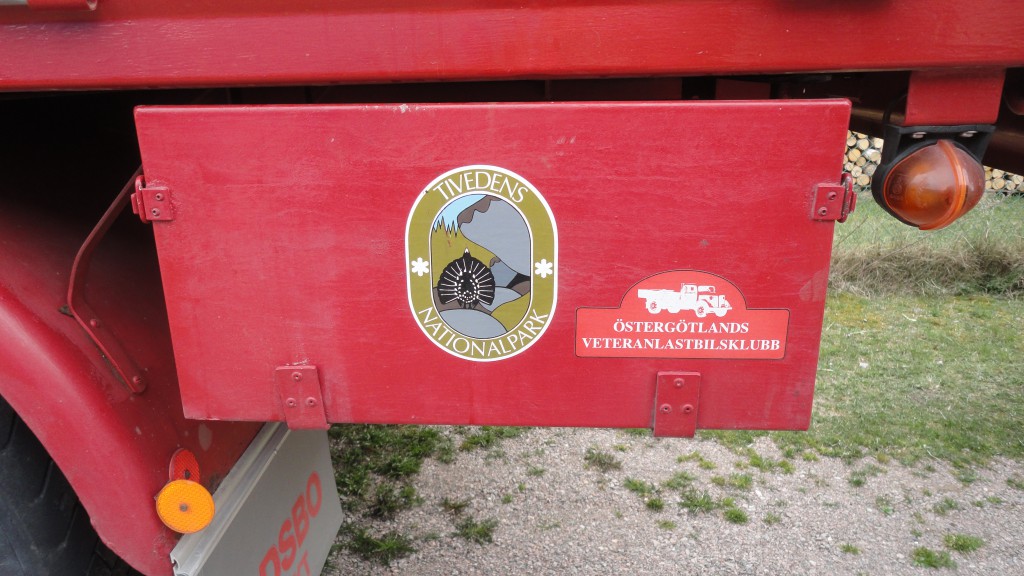 TIVEDENS
NATIONALPARK
ÖSTERGÖTLANDS
VETERANLASTBILSKLUBB